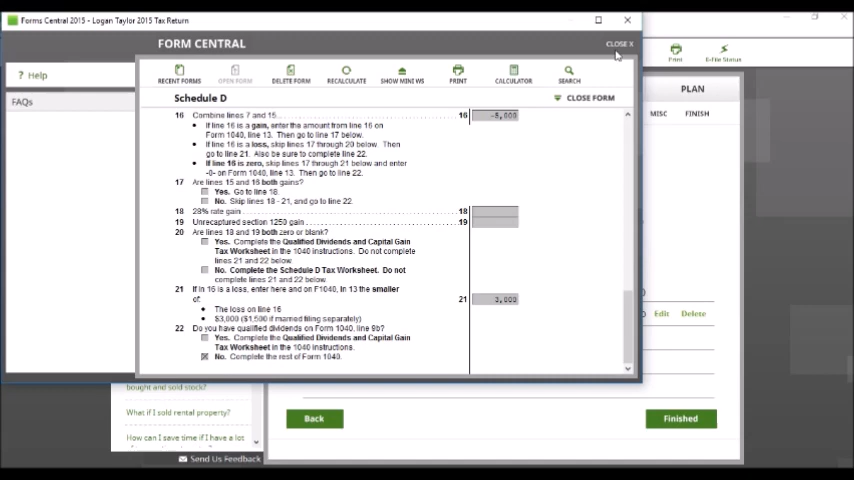 Forms Central 2015 - Logan Taylor 2015 Tax Return
FORM CENTRAL
CLOSE X
Print
E-File Status
? Help
RECENT FORMS
OPEN FORM
DELETE FORM
RECALCULATE
SHOW MINI WS
PRINT
CALCULATOR
SEARCH
PLAN
FAQs
Schedule D
CLOSE FORM
MISC
FINISH
16 Combine lines 7 and 15 16 -8,000
• If line 16 is a gain, enter the amount from line 16 on
Form 1040, line 13. Then go to line 17 below.
• If line 16 is a loss, skip lines 17 through 20 below. Then
go to line 21. Also be sure to complete line 22.
• If line 16 is zero, skip lines 17 through 21 below and enter
-0- on Form 1040, line 13. Then go to line 22.
17 Are lines 15 and 16 both gains?
Yes. Go to line 18.
No. Skip lines 18 - 21, and go to line 22.
18 28% rate gain 18
19 Unrecaptured section 1250 gain 19
20 Are lines 18 and 19 both zero or blank?
Yes. Complete the Qualified Dividends and Capital Gain
Tax Worksheet in the 1040 instructions. Do not complete
lines 21 and 22 below.
No. Complete the Schedule D Tax Worksheet. Do not
complete lines 21 and 22 below.
21 If ln 16 is a loss, enter here and on F1040, ln 13 the smaller
of: 21 3,000
• The loss on line 16
• $3,000 ($1,500 if married filing separately)
22 Do you have qualified dividends on Form 1040, line 9b?
Yes. Complete the Qualified Dividends and Capital Gain
Tax Worksheet in the 1040 instructions.
No. Complete the rest of Form 1040.
Edit
Delete
bought and sold stock?
What if I sold rental property?
How can I save time if I have a lot
Back
Finished
Send Us Feedback